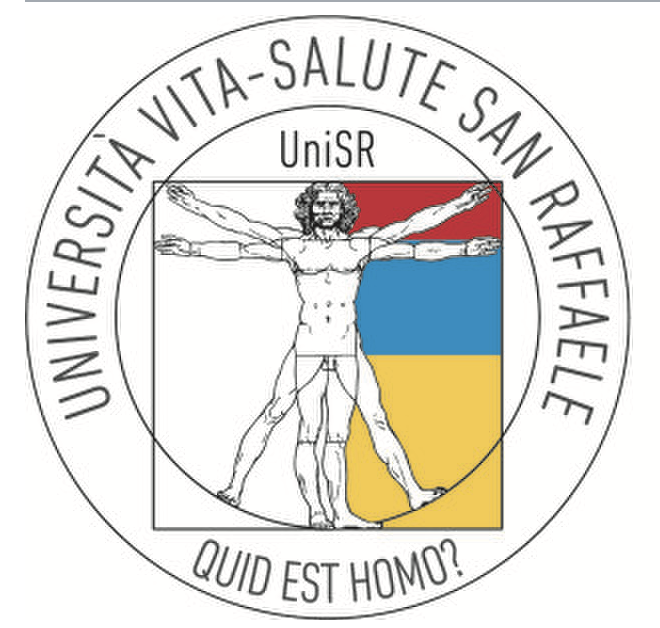 UNIVERSITÀ VITA-SALUTE SAN RAFFAELE
UniSR
QUID EST HOMO?